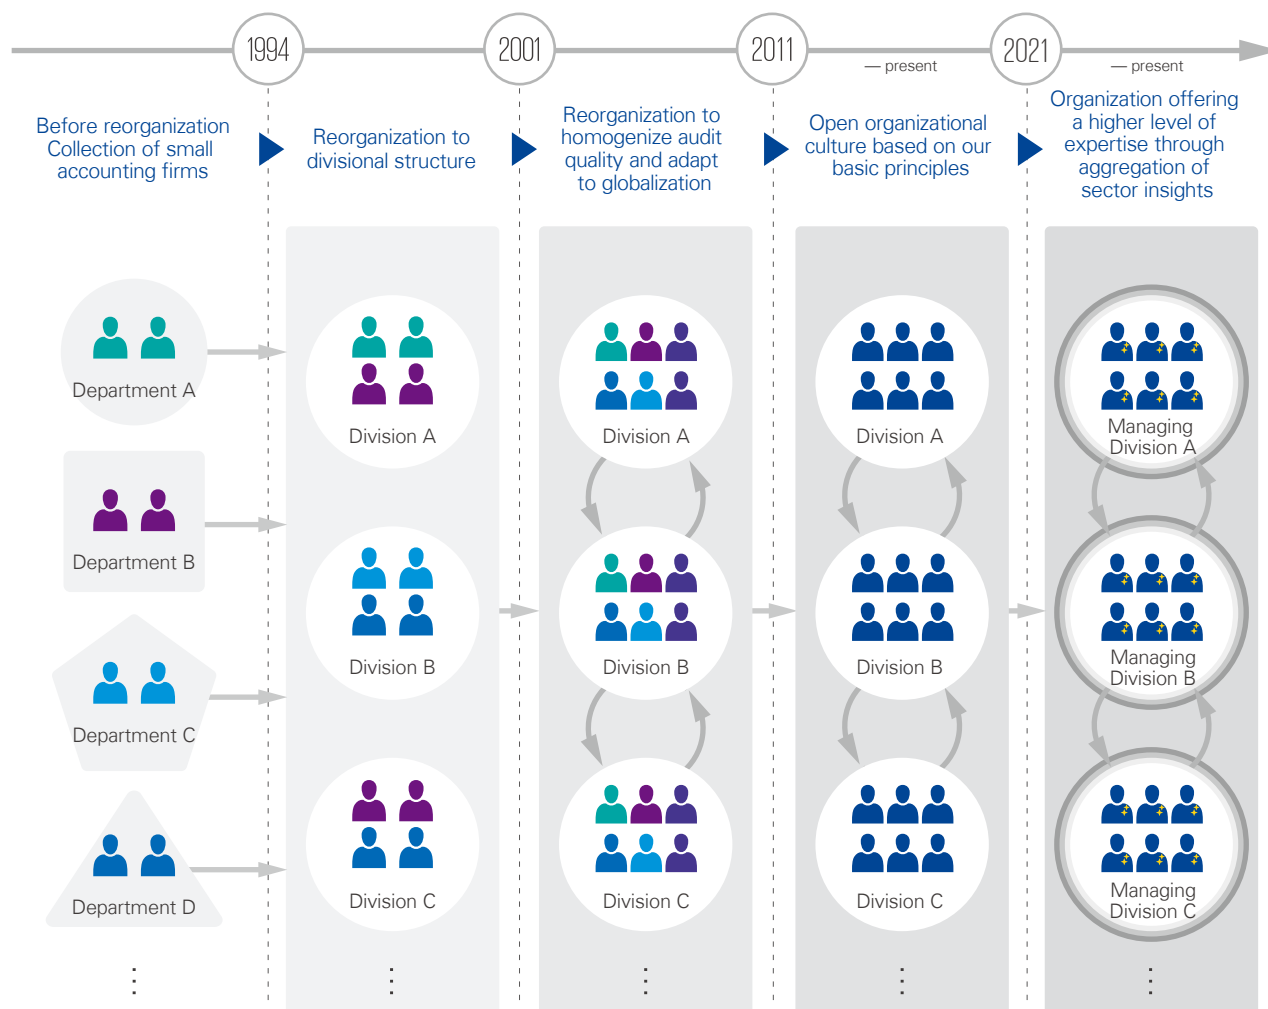 1994
2001
2011
— present
2021
— present
Before reorganization
Collection of small
accounting firms
Reorganization to
divisional structure
Reorganization to
homogenize audit
quality and adapt
to globalization
Open organizational
culture based on our
basic principles
Organization offering
a higher level of
expertise through
aggregation of
sector insights
Department A
Department B
Department C
Department D
Division A
Division B
Division C
Division A
Division B
Division C
Division A
Division B
Division C
Managing
Division A
Managing
Division B
Managing
Division C